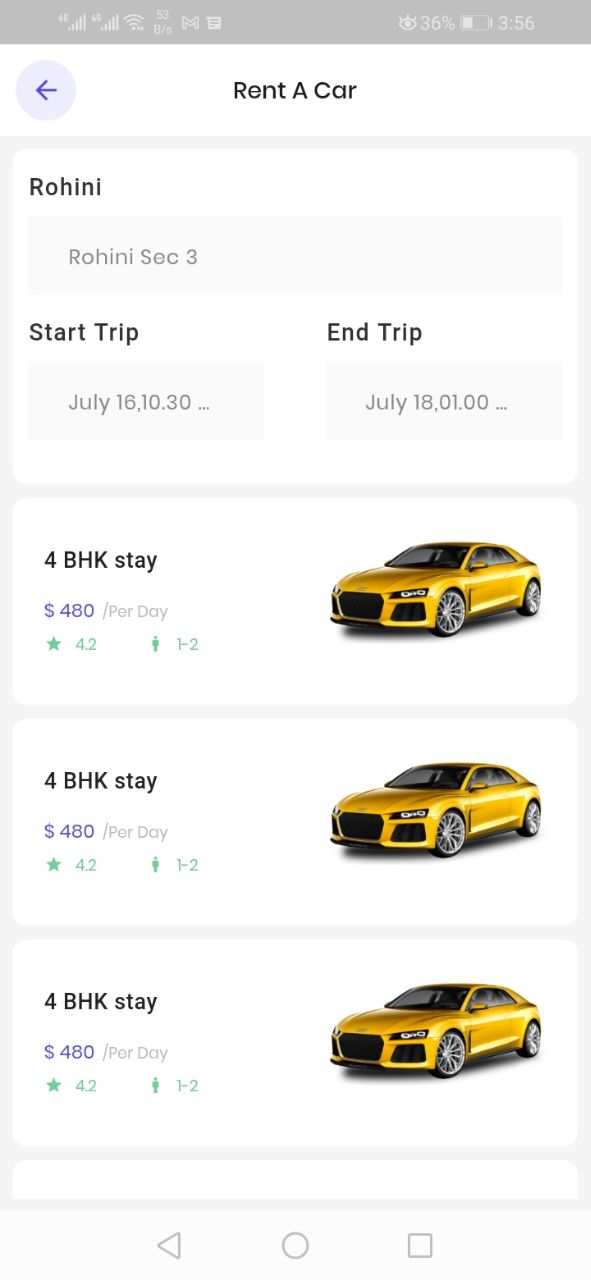 4G 4G 53 B/s 36% 3:56
Rent A Car
Rohini
Rohini Sec 3
Start Trip End Trip
July 16,10.30 ... July 18,01.00 ...
4 BHK stay
$ 480 /Per Day
4.2 1-2
4 BHK stay
$ 480 /Per Day
4.2 1-2
4 BHK stay
$ 480 /Per Day
4.2 1-2